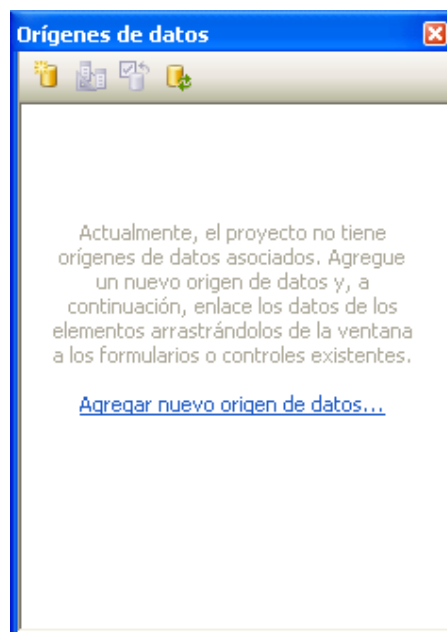 Orígenes de datos
Actualmente, el proyecto no tiene
orígenes de datos asociados. Agregue
un nuevo origen de datos y, a
continuación, enlace los datos de los
elementos arrastrándolos de la ventana
a los formularios o controles existentes.
Agregar nuevo origen de datos...